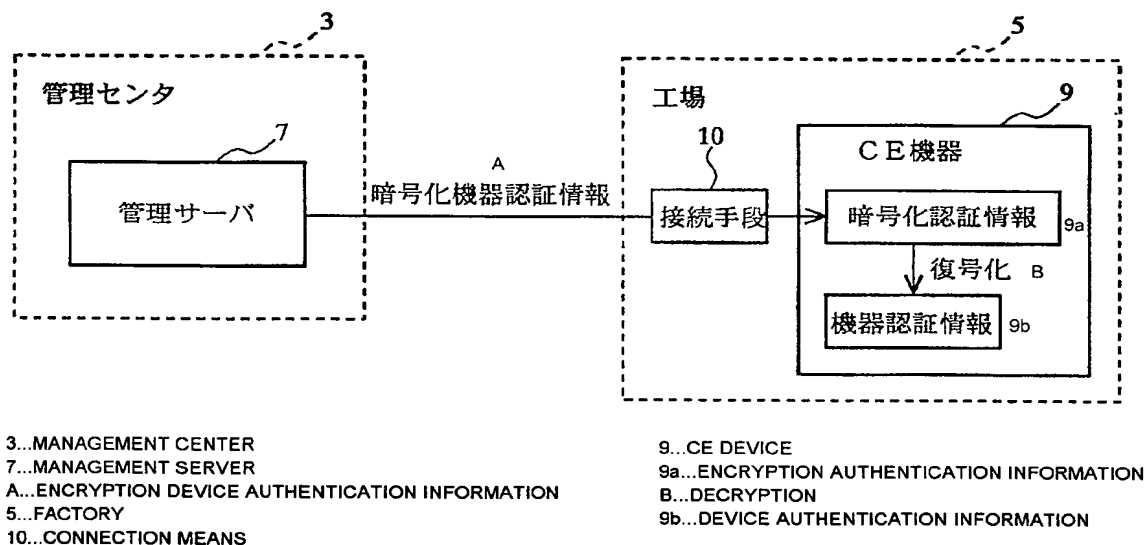 3
管理センタ
7
管理サーバ
A
暗号化機器認証情報
5
工場
10
接続手段
9
CE機器
暗号化認証情報
9a
復号化 B
機器認証情報
9b
3...MANAGEMENT CENTER
7...MANAGEMENT SERVER
A...ENCRYPTION DEVICE AUTHENTICATION INFORMATION
5...FACTORY
10...CONNECTION MEANS
9...CE DEVICE
9a...ENCRYPTION AUTHENTICATION INFORMATION
B...DECRYPTION
9b...DEVICE AUTHENTICATION INFORMATION